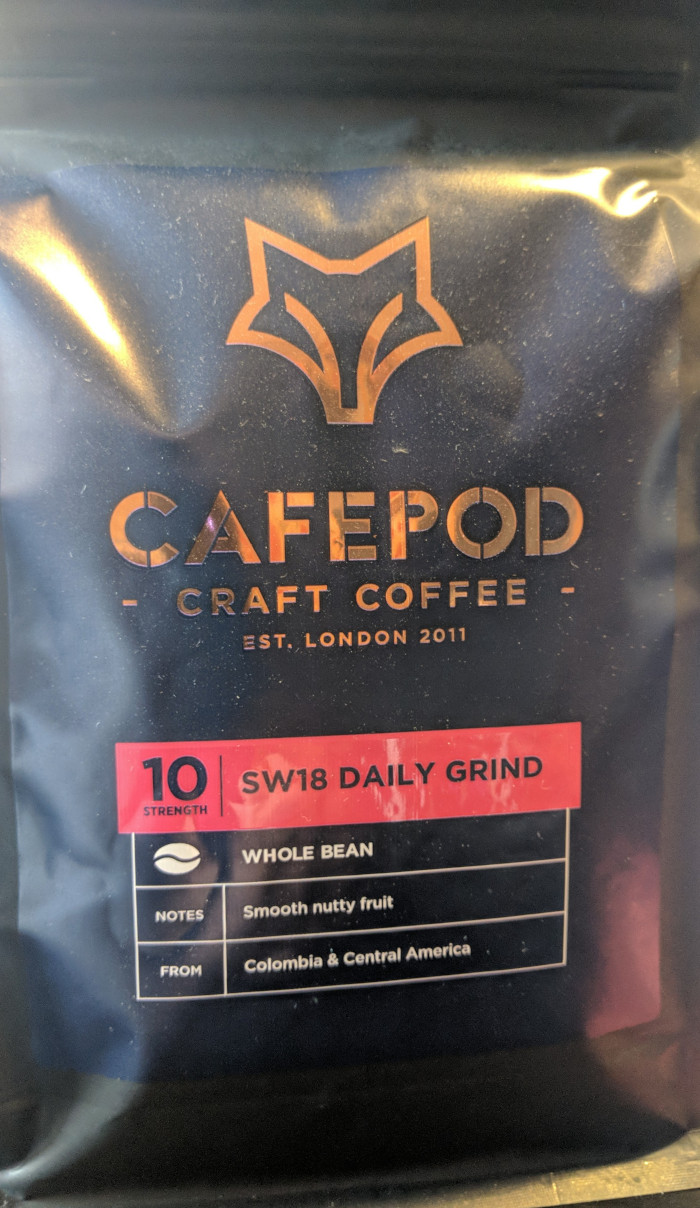 CAFEPOD
- CRAFT COFFEE -
EST. LONDON 2011
10 STRENGTH
SW18 DAILY GRIND
WHOLE BEAN
NOTES Smooth nutty fruit
FROM Colombia & Central America